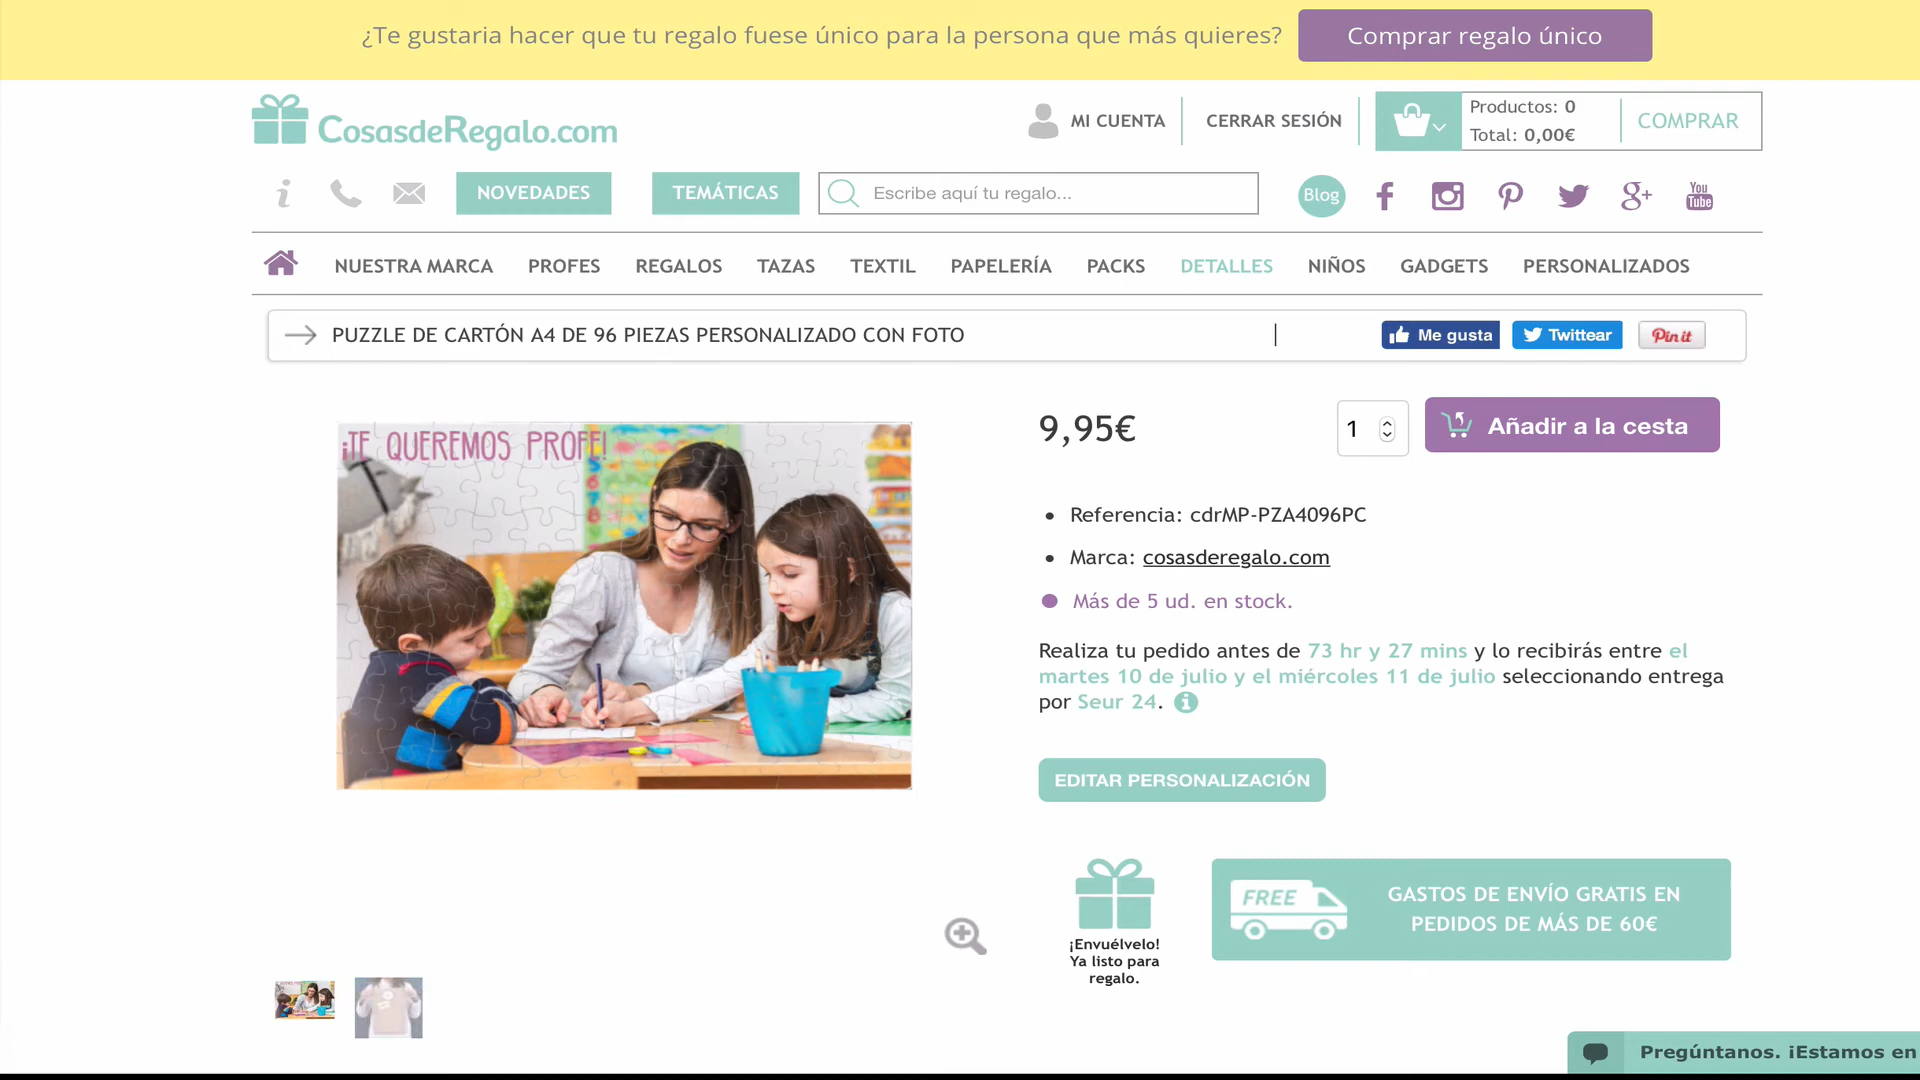 ¿Te gustaria hacer que tu regalo fuese único para la persona que más quieres?
Comprar regalo único
CosasdeRegalo.com
MI CUENTA
CERRAR SESIÓN
Productos: 0
Total: 0,00€
COMPRAR
NOVEDADES
TEMÁTICAS
Escribe aquí tu regalo...
Blog
You
Tube
NUESTRA MARCA PROFES REGALOS TAZAS TEXTIL PAPELERÍA PACKS DETALLES NIÑOS GADGETS PERSONALIZADOS
PUZZLE DE CARTÓN A4 DE 96 PIEZAS PERSONALIZADO CON FOTO
Me gusta
Twittear
Pin it
¡TE QUEREMOS PROFE!
9,95€
1
Añadir a la cesta
Referencia: cdrMP-PZA4096PC
Marca: cosasderegalo.com
Más de 5 ud. en stock.
Realiza tu pedido antes de 73 hr y 27 mins y lo recibirás entre el
martes 10 de julio y el miércoles 11 de julio seleccionando entrega
por Seur 24.
EDITAR PERSONALIZACIÓN
¡Envuélvelo!
Ya listo para
regalo.
FREE
GASTOS DE ENVÍO GRATIS EN
PEDIDOS DE MÁS DE 60€
Pregúntanos. ¡Estamos en